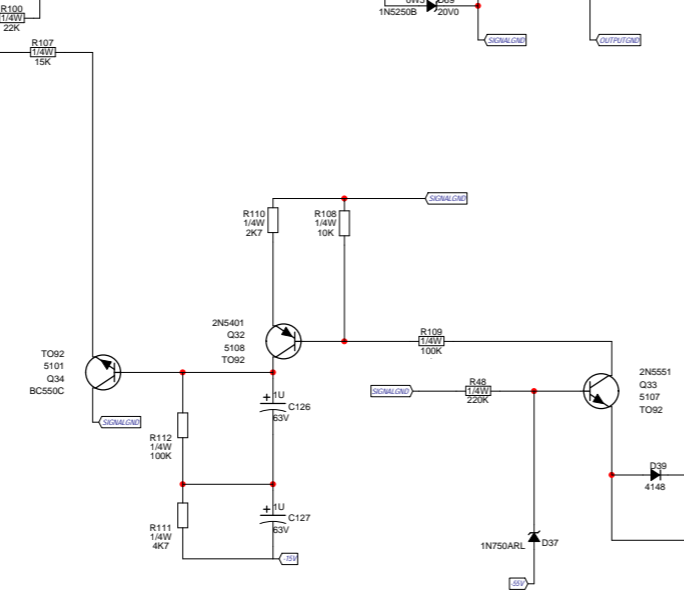 R100
1/4W
22K
R107
1/4W
15K
1N5250B
20V0
SIGNALGND
OUTPUTGND
SIGNALGND
R110
1/4W
2K7
R108
1/4W
10K
2N5401
Q32
5108
TO92
R109
1/4W
100K
TO92
5101
Q34
BC550C
SIGNALGND
+ 1U
C126
63V
SIGNALGND
R48
1/4W
220K
2N5551
Q33
5107
TO92
R112
1/4W
100K
D39
4148
R111
1/4W
4K7
+ 1U
C127
63V
-15V
1N750ARL
D37
-55V